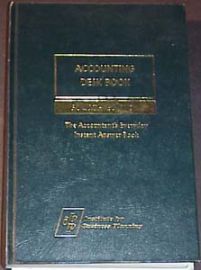 ACCOUNTING
DESK BOOK
The Accountant's Everyday
Instant Answer Book
Institute for
Business Planning